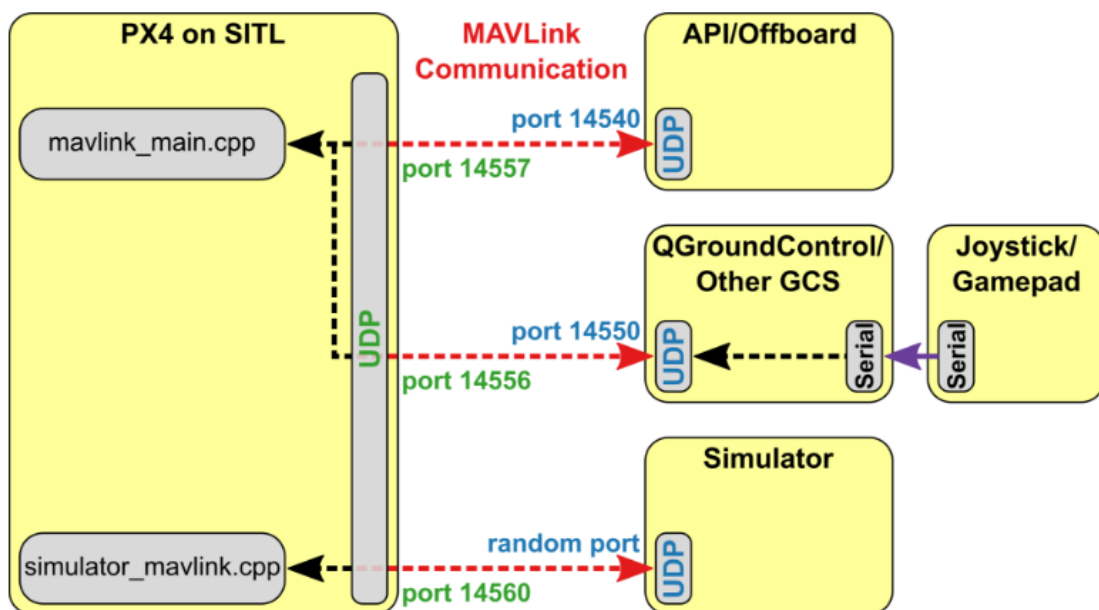 PX4 on SITL
mavlink_main.cpp
simulator_mavlink.cpp
UDP
MAVLink
Communication
port 14540
port 14557
port 14550
port 14556
random port
port 14560
API/Offboard
UDP
QGroundControl/
Other GCS
UDP
Serial
Joystick/
Gamepad
Serial
Simulator
UDP